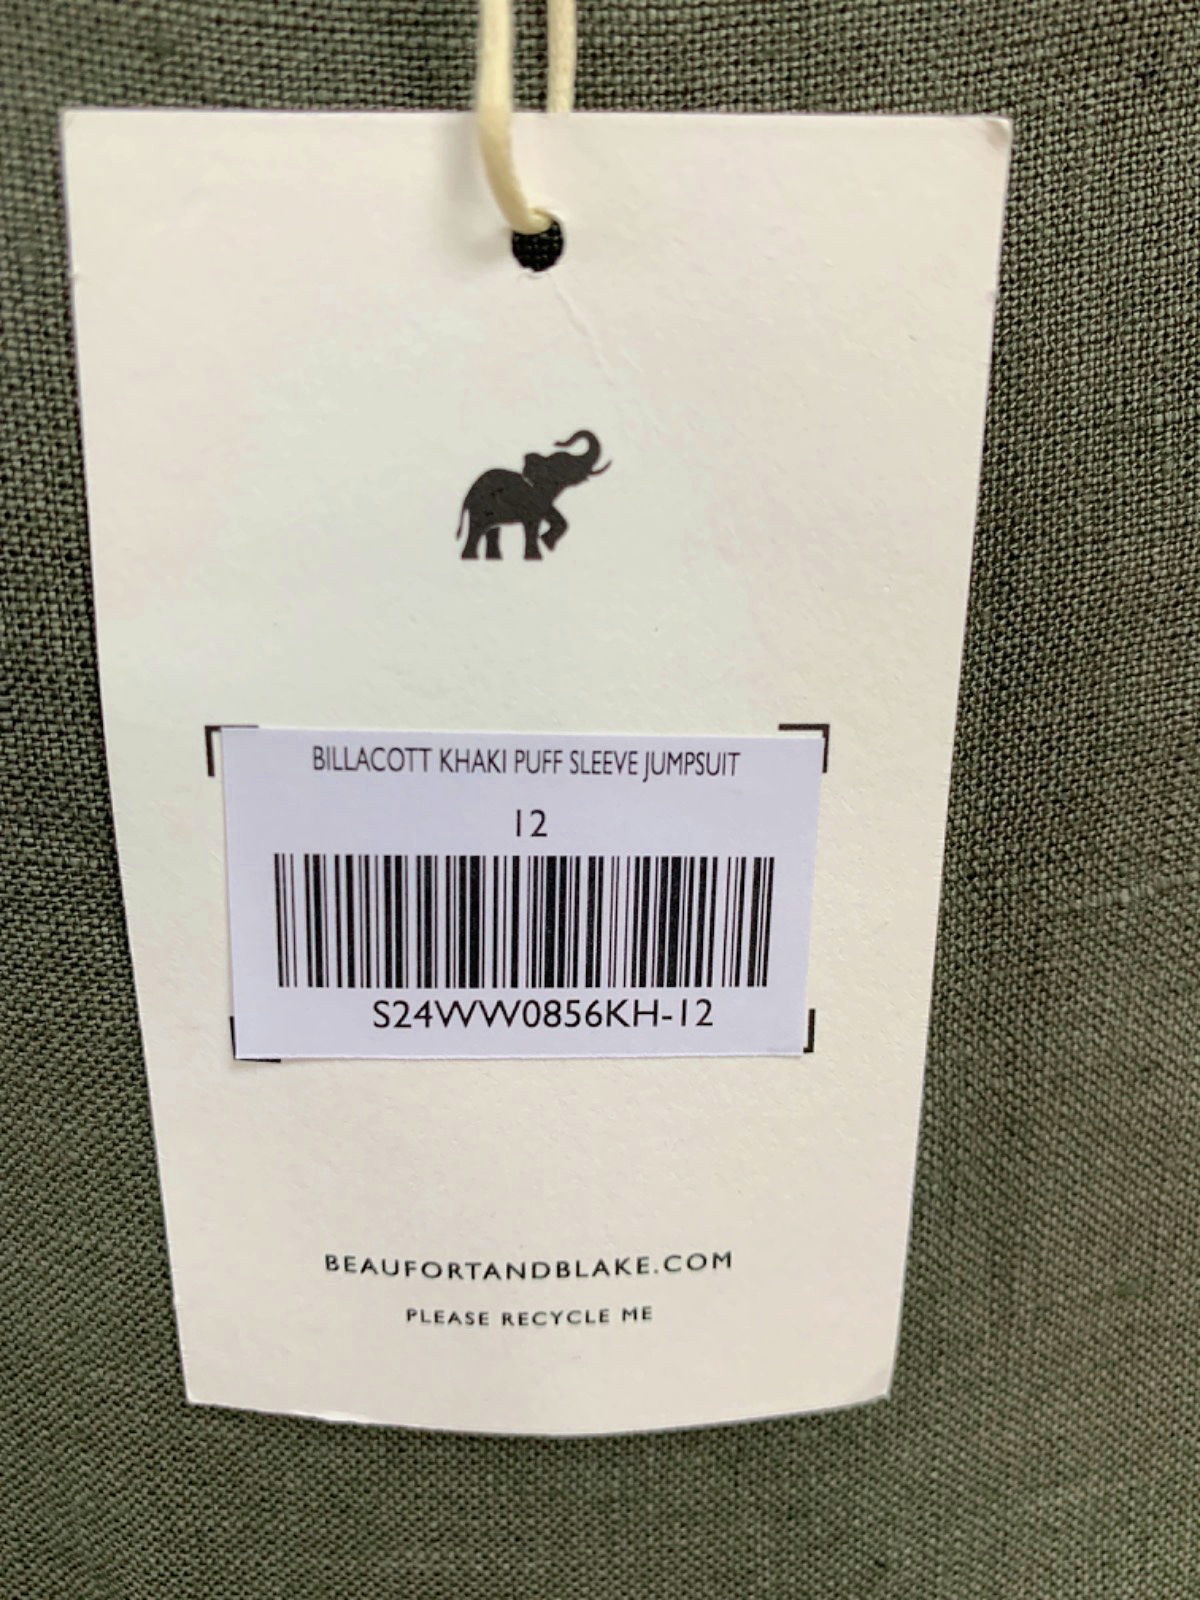 BILLACOTT KHAKI PUFF SLEEVE JUMPSUIT
12
S24WW0856KH-12
BEAUFORTANDBLAKE.COM
PLEASE RECYCLE ME